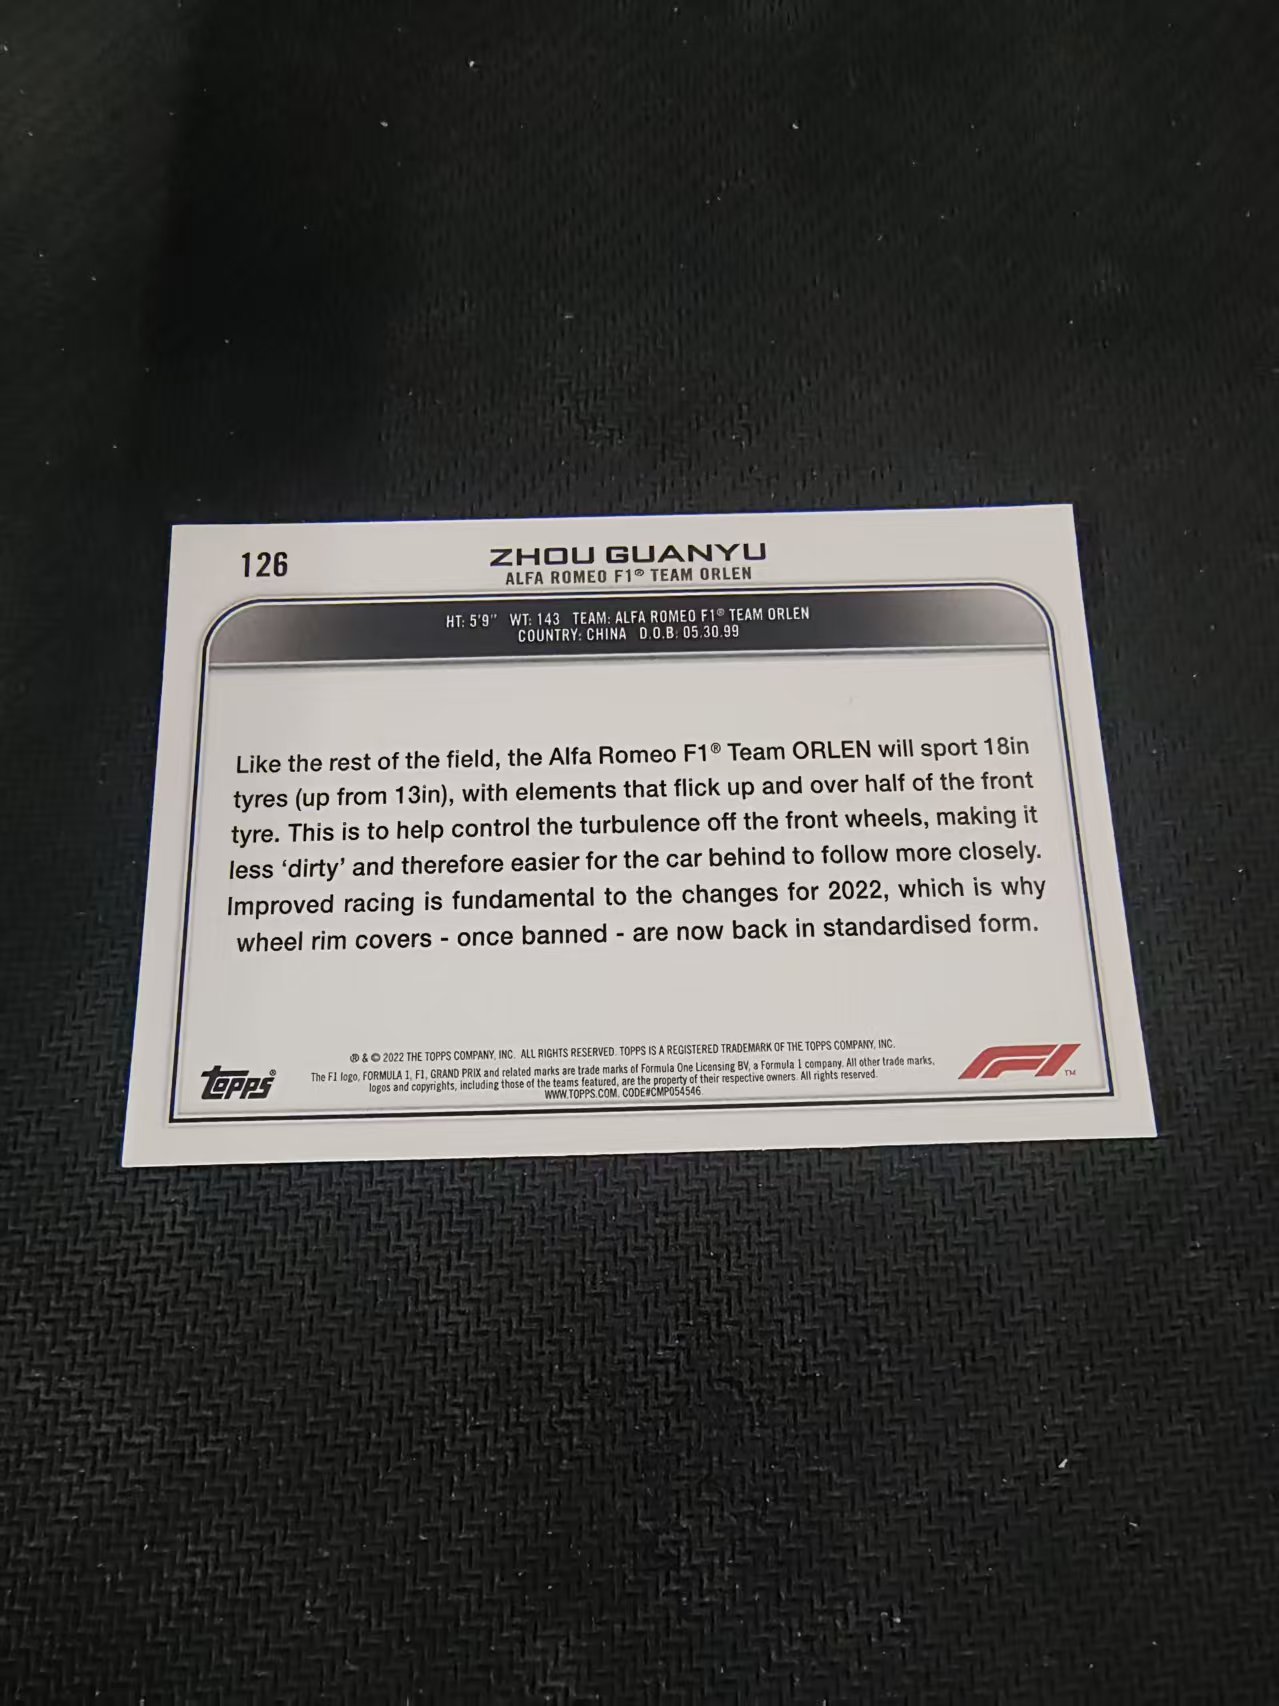 126
ZHOU GUANYU
ALFA ROMEO F1® TEAM ORLEN
HT: 5'9" WT: 143 TEAM: ALFA ROMEO F1® TEAM ORLEN
COUNTRY: CHINA D.O.B: 05.30.99
Like the rest of the field, the Alfa Romeo F1® Team ORLEN will sport 18in
tyres (up from 13in), with elements that flick up and over half of the front
tyre. This is to help control the turbulence off the front wheels, making it
less ‘dirty’ and therefore easier for the car behind to follow more closely.
Improved racing is fundamental to the changes for 2022, which is why
wheel rim covers - once banned - are now back in standardised form.
® & © 2022 THE TOPPS COMPANY, INC. ALL RIGHTS RESERVED. TOPPS IS A REGISTERED TRADEMARK OF THE TOPPS COMPANY, INC.
The F1 logo, FORMULA 1, F1, GRAND PRIX and related marks are trade marks of Formula One Licensing BV, a Formula 1 company. All other trade marks,
logos and copyrights, including those of the teams featured, are the property of their respective owners. All rights reserved.
WWW.TOPPS.COM. CODE#CMP054546
TOPPS®
F1™